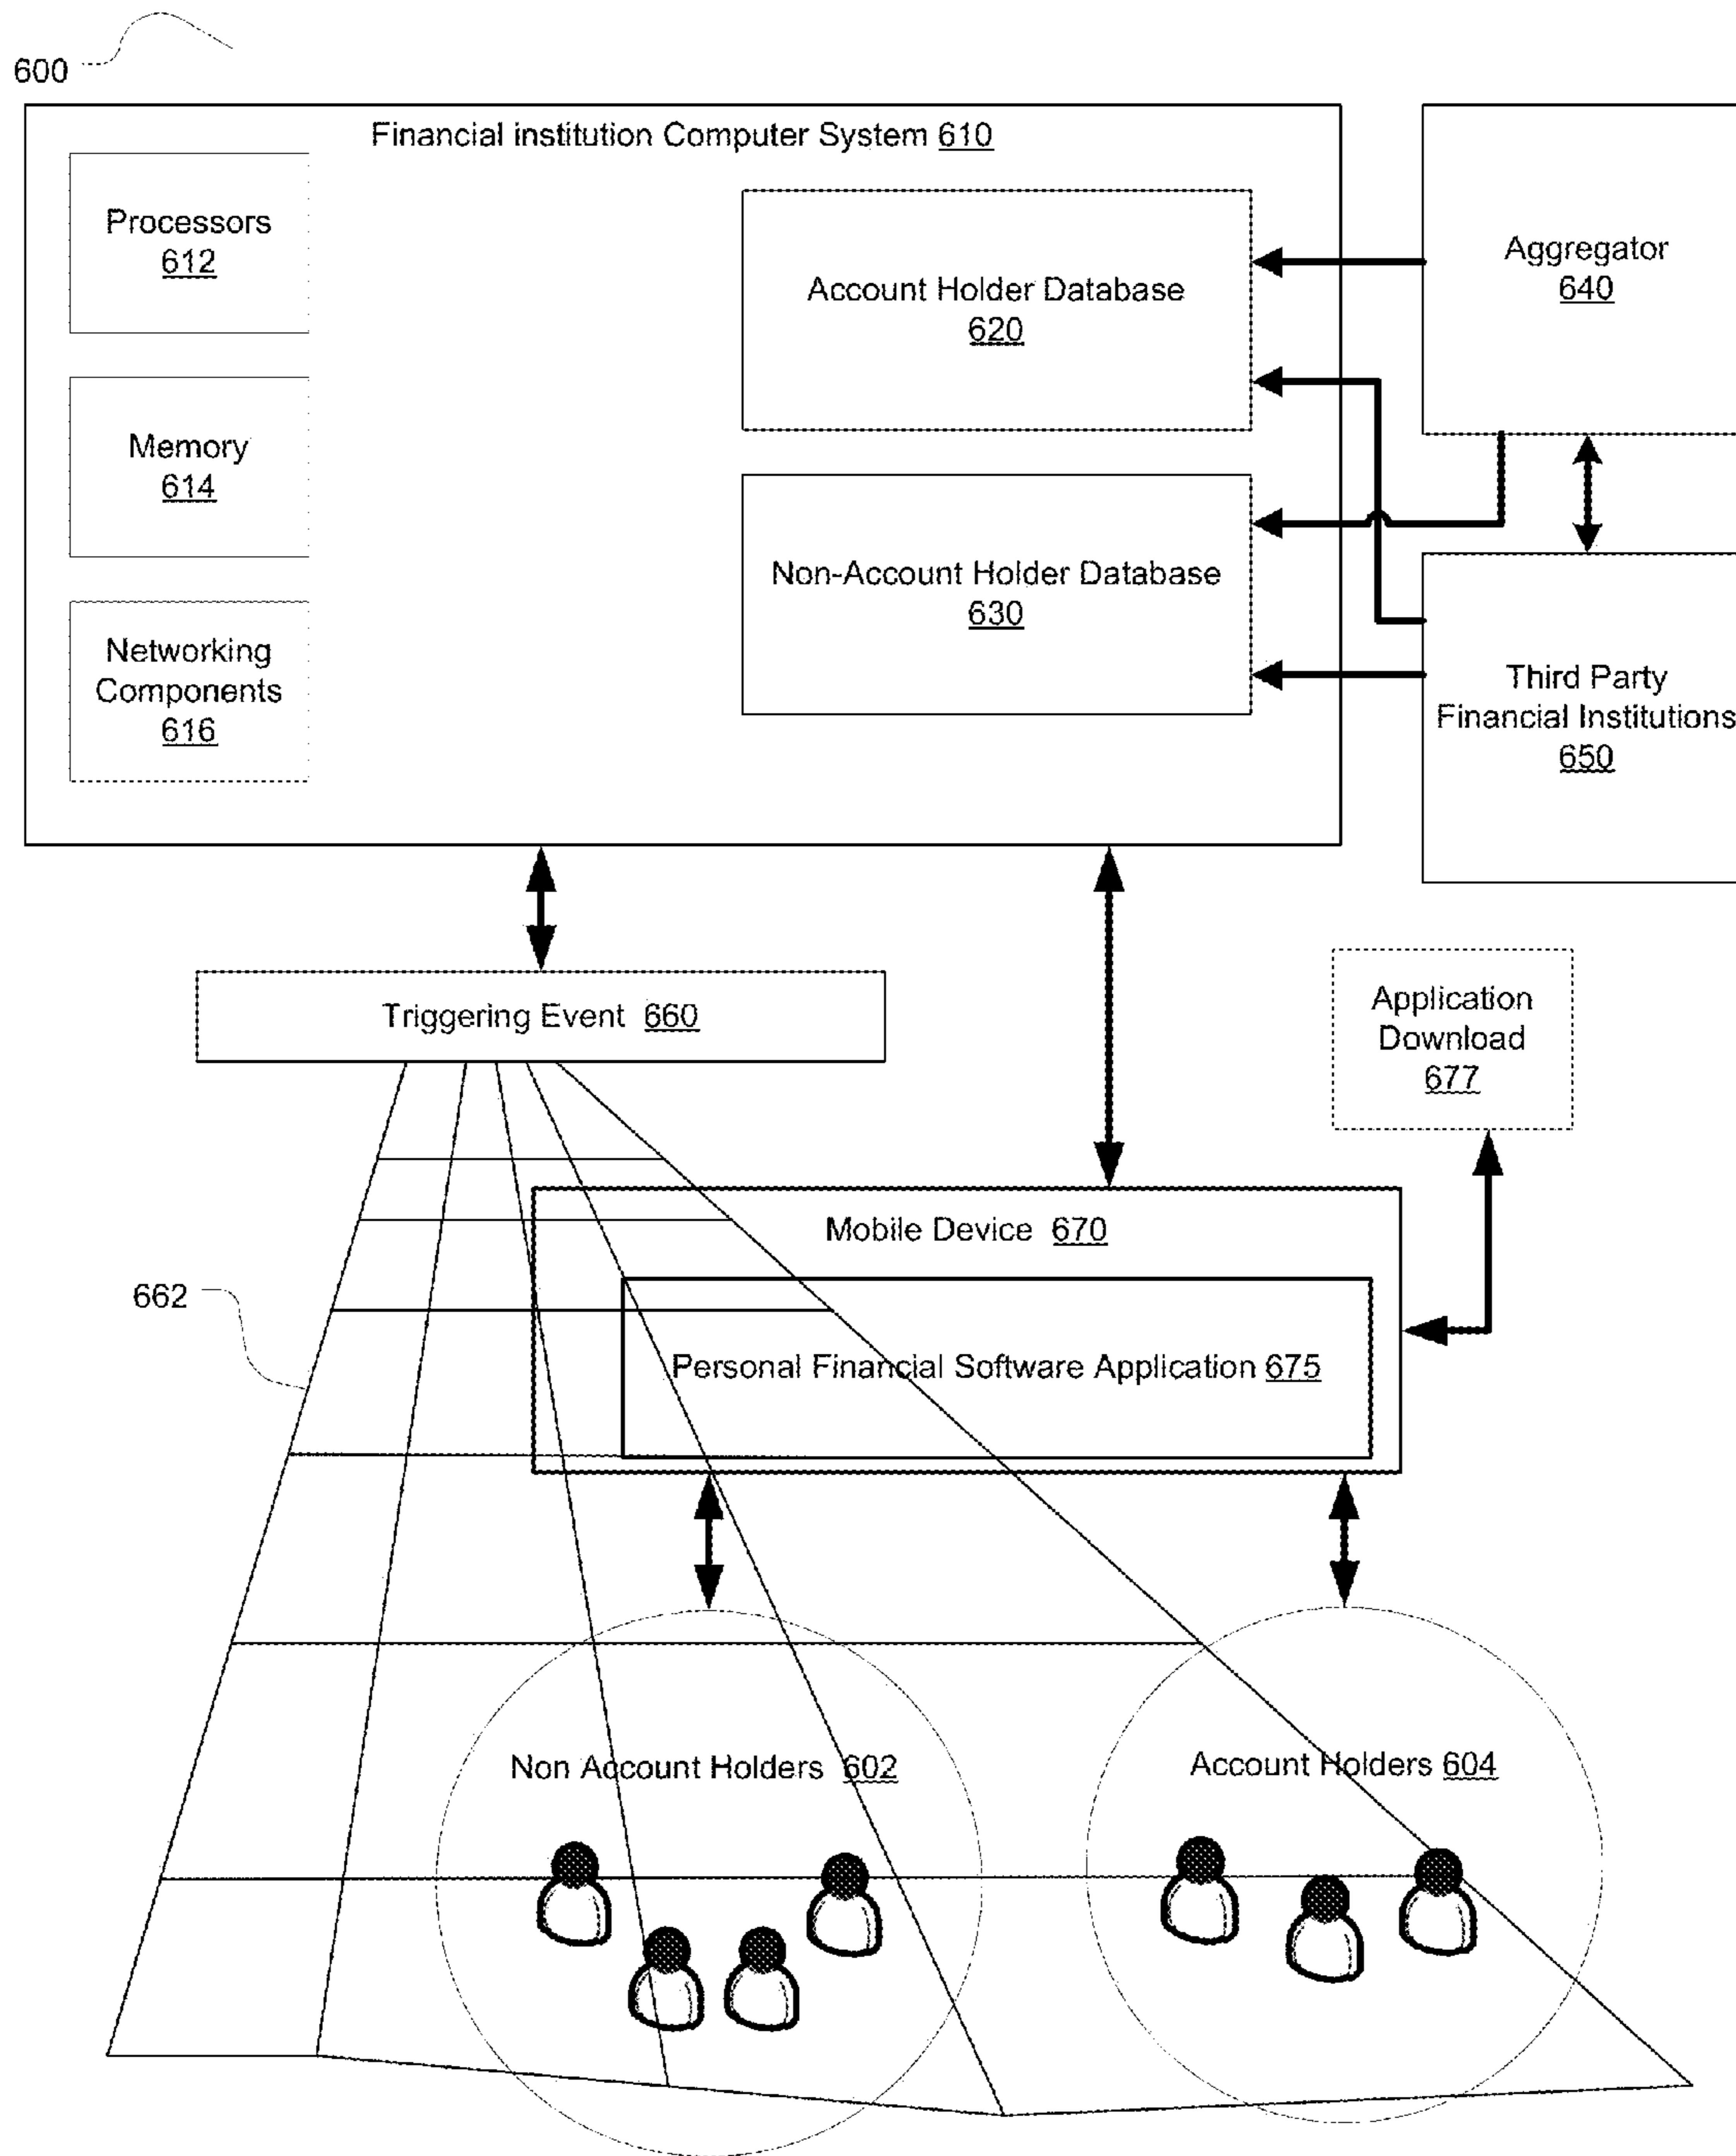 600
Financial institution Computer System 610
Processors
612
Memory
614
Networking
Components
616
Account Holder Database
620
Non-Account Holder Database
630
Aggregator
640
Third Party
Financial Institutions
650
Triggering Event 660
Application
Download
677
662
Mobile Device 670
Personal Financial Software Application 675
Non Account Holders 602
Account Holders 604